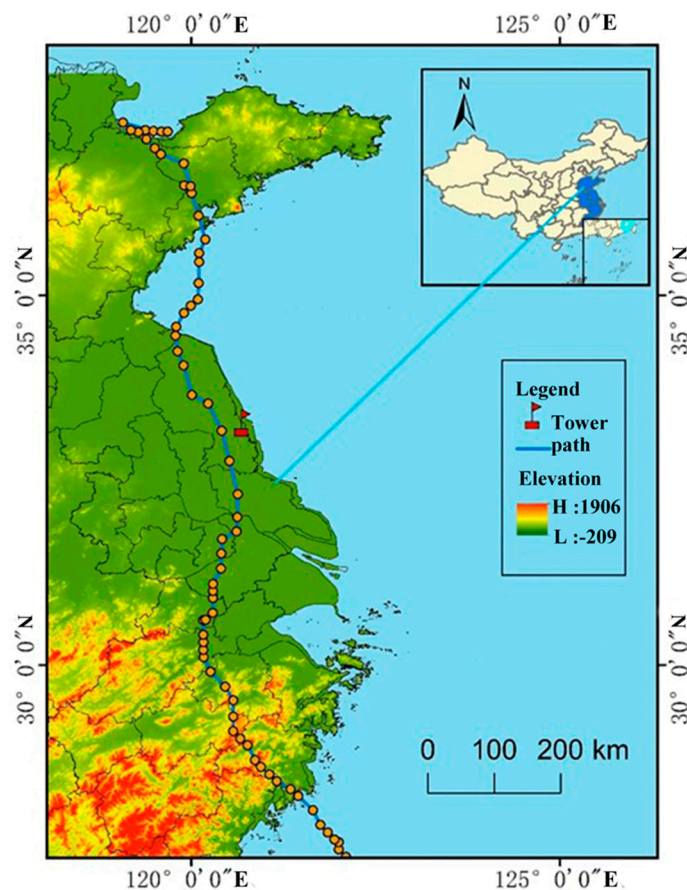 120° 0′0″E
125° 0′0″E
N
35° 0′0″N
35° 0′0″N
Legend
Tower
path
Elevation
H :1906
L :-209
30° 0′0″N
30° 0′0″N
0 100 200 km
120° 0′0″E
125° 0′0″E